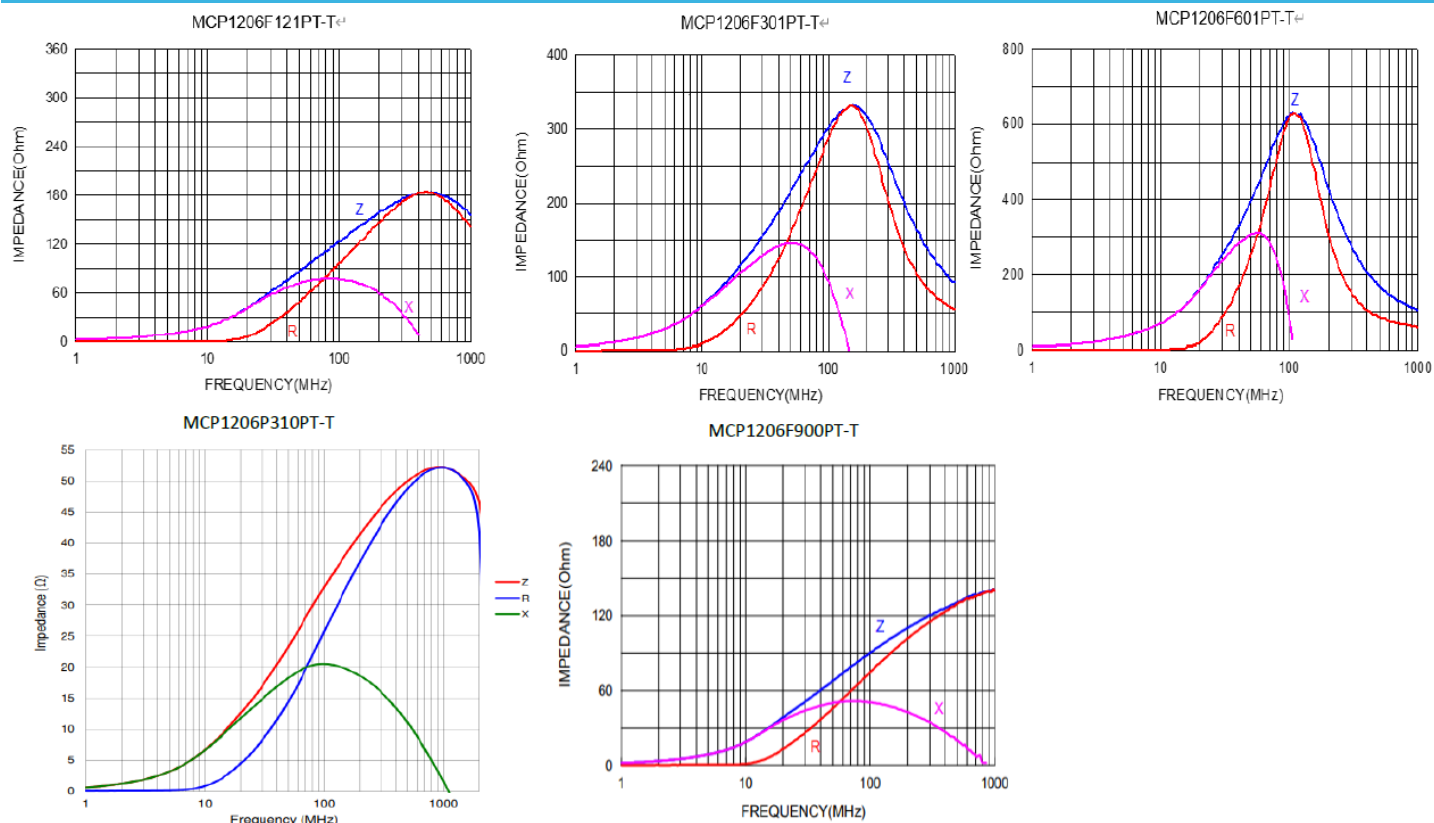 MCP1206F121PT-T↵
MCP1206F301PT-T↵
MCP1206F601PT-T↵
IMPEDANCE(Ohm)
360
300
240
180
120
60
0
Z
R
X
1
10
100
1000
FREQUENCY(MHz)
IMPEDANCE(Ohm)
400
300
200
100
0
Z
R
X
1
10
100
1000
FREQUENCY(MHz)
IMPEDANCE(Ohm)
800
600
400
200
0
Z
R
X
1
10
100
1000
FREQUENCY(MHz)
MCP1206P310PT-T
MCP1206F900PT-T
Impedance (Ω)
55
50
45
40
35
30
25
20
15
10
5
0
1
10
100
1000
Frequency (MHz)
Z
R
X
IMPEDANCE(Ohm)
240
180
120
60
0
Z
R
X
1
10
100
1000
FREQUENCY(MHz)